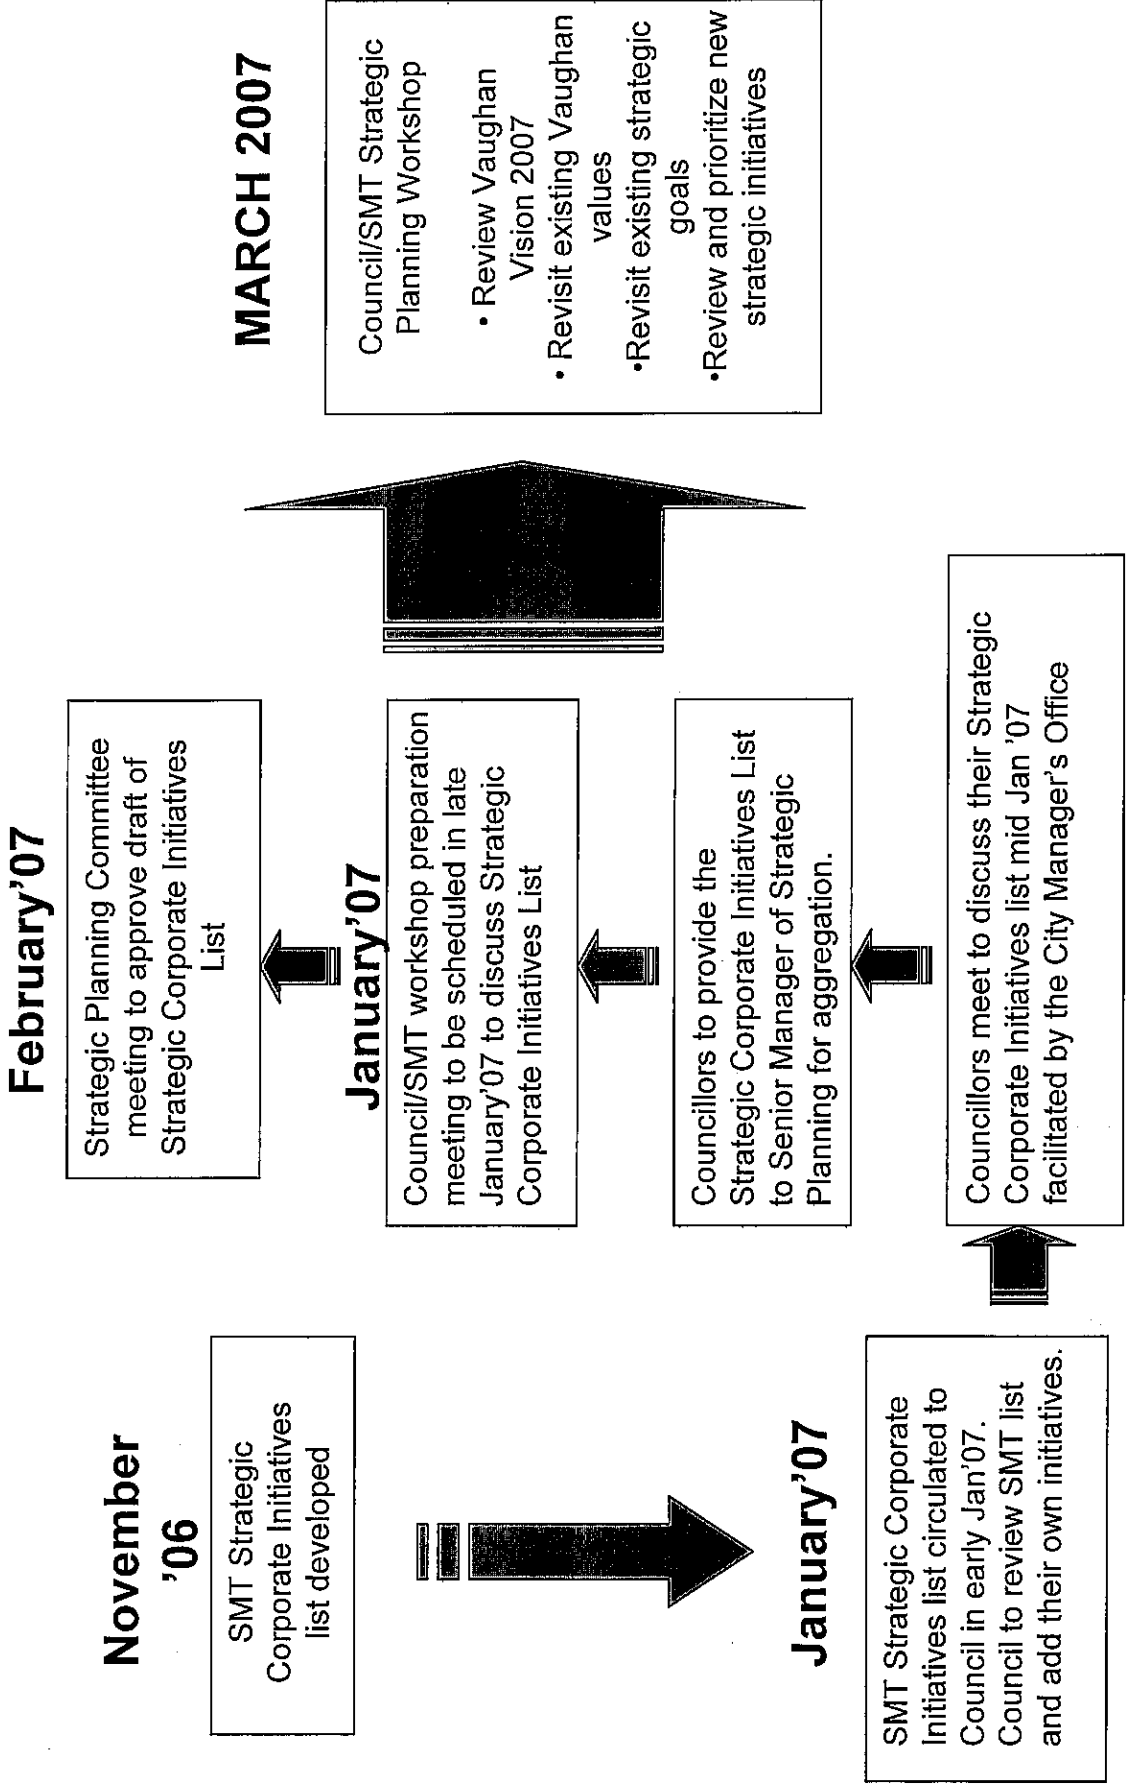 November
'06
SMT Strategic
Corporate Initiatives
list developed
January'07
SMT Strategic Corporate
Initiatives list circulated to
Council in early Jan'07.
Council to review SMT list
and add their own initiatives.
Councillors meet to discuss their Strategic
Corporate Initiatives list mid Jan '07
facilitated by the City Manager's Office
Councillors to provide the
Strategic Corporate Initiatives List
to Senior Manager of Strategic
Planning for aggregation.
January'07
Council/SMT workshop preparation
meeting to be scheduled in late
January'07 to discuss Strategic
Corporate Initiatives List
February'07
Strategic Planning Committee
meeting to approve draft of
Strategic Corporate Initiatives
List
MARCH 2007
Council/SMT Strategic
Planning Workshop
• Review Vaughan
Vision 2007
• Revisit existing Vaughan
values
•Revisit existing strategic
goals
•Review and prioritize new
strategic initiatives